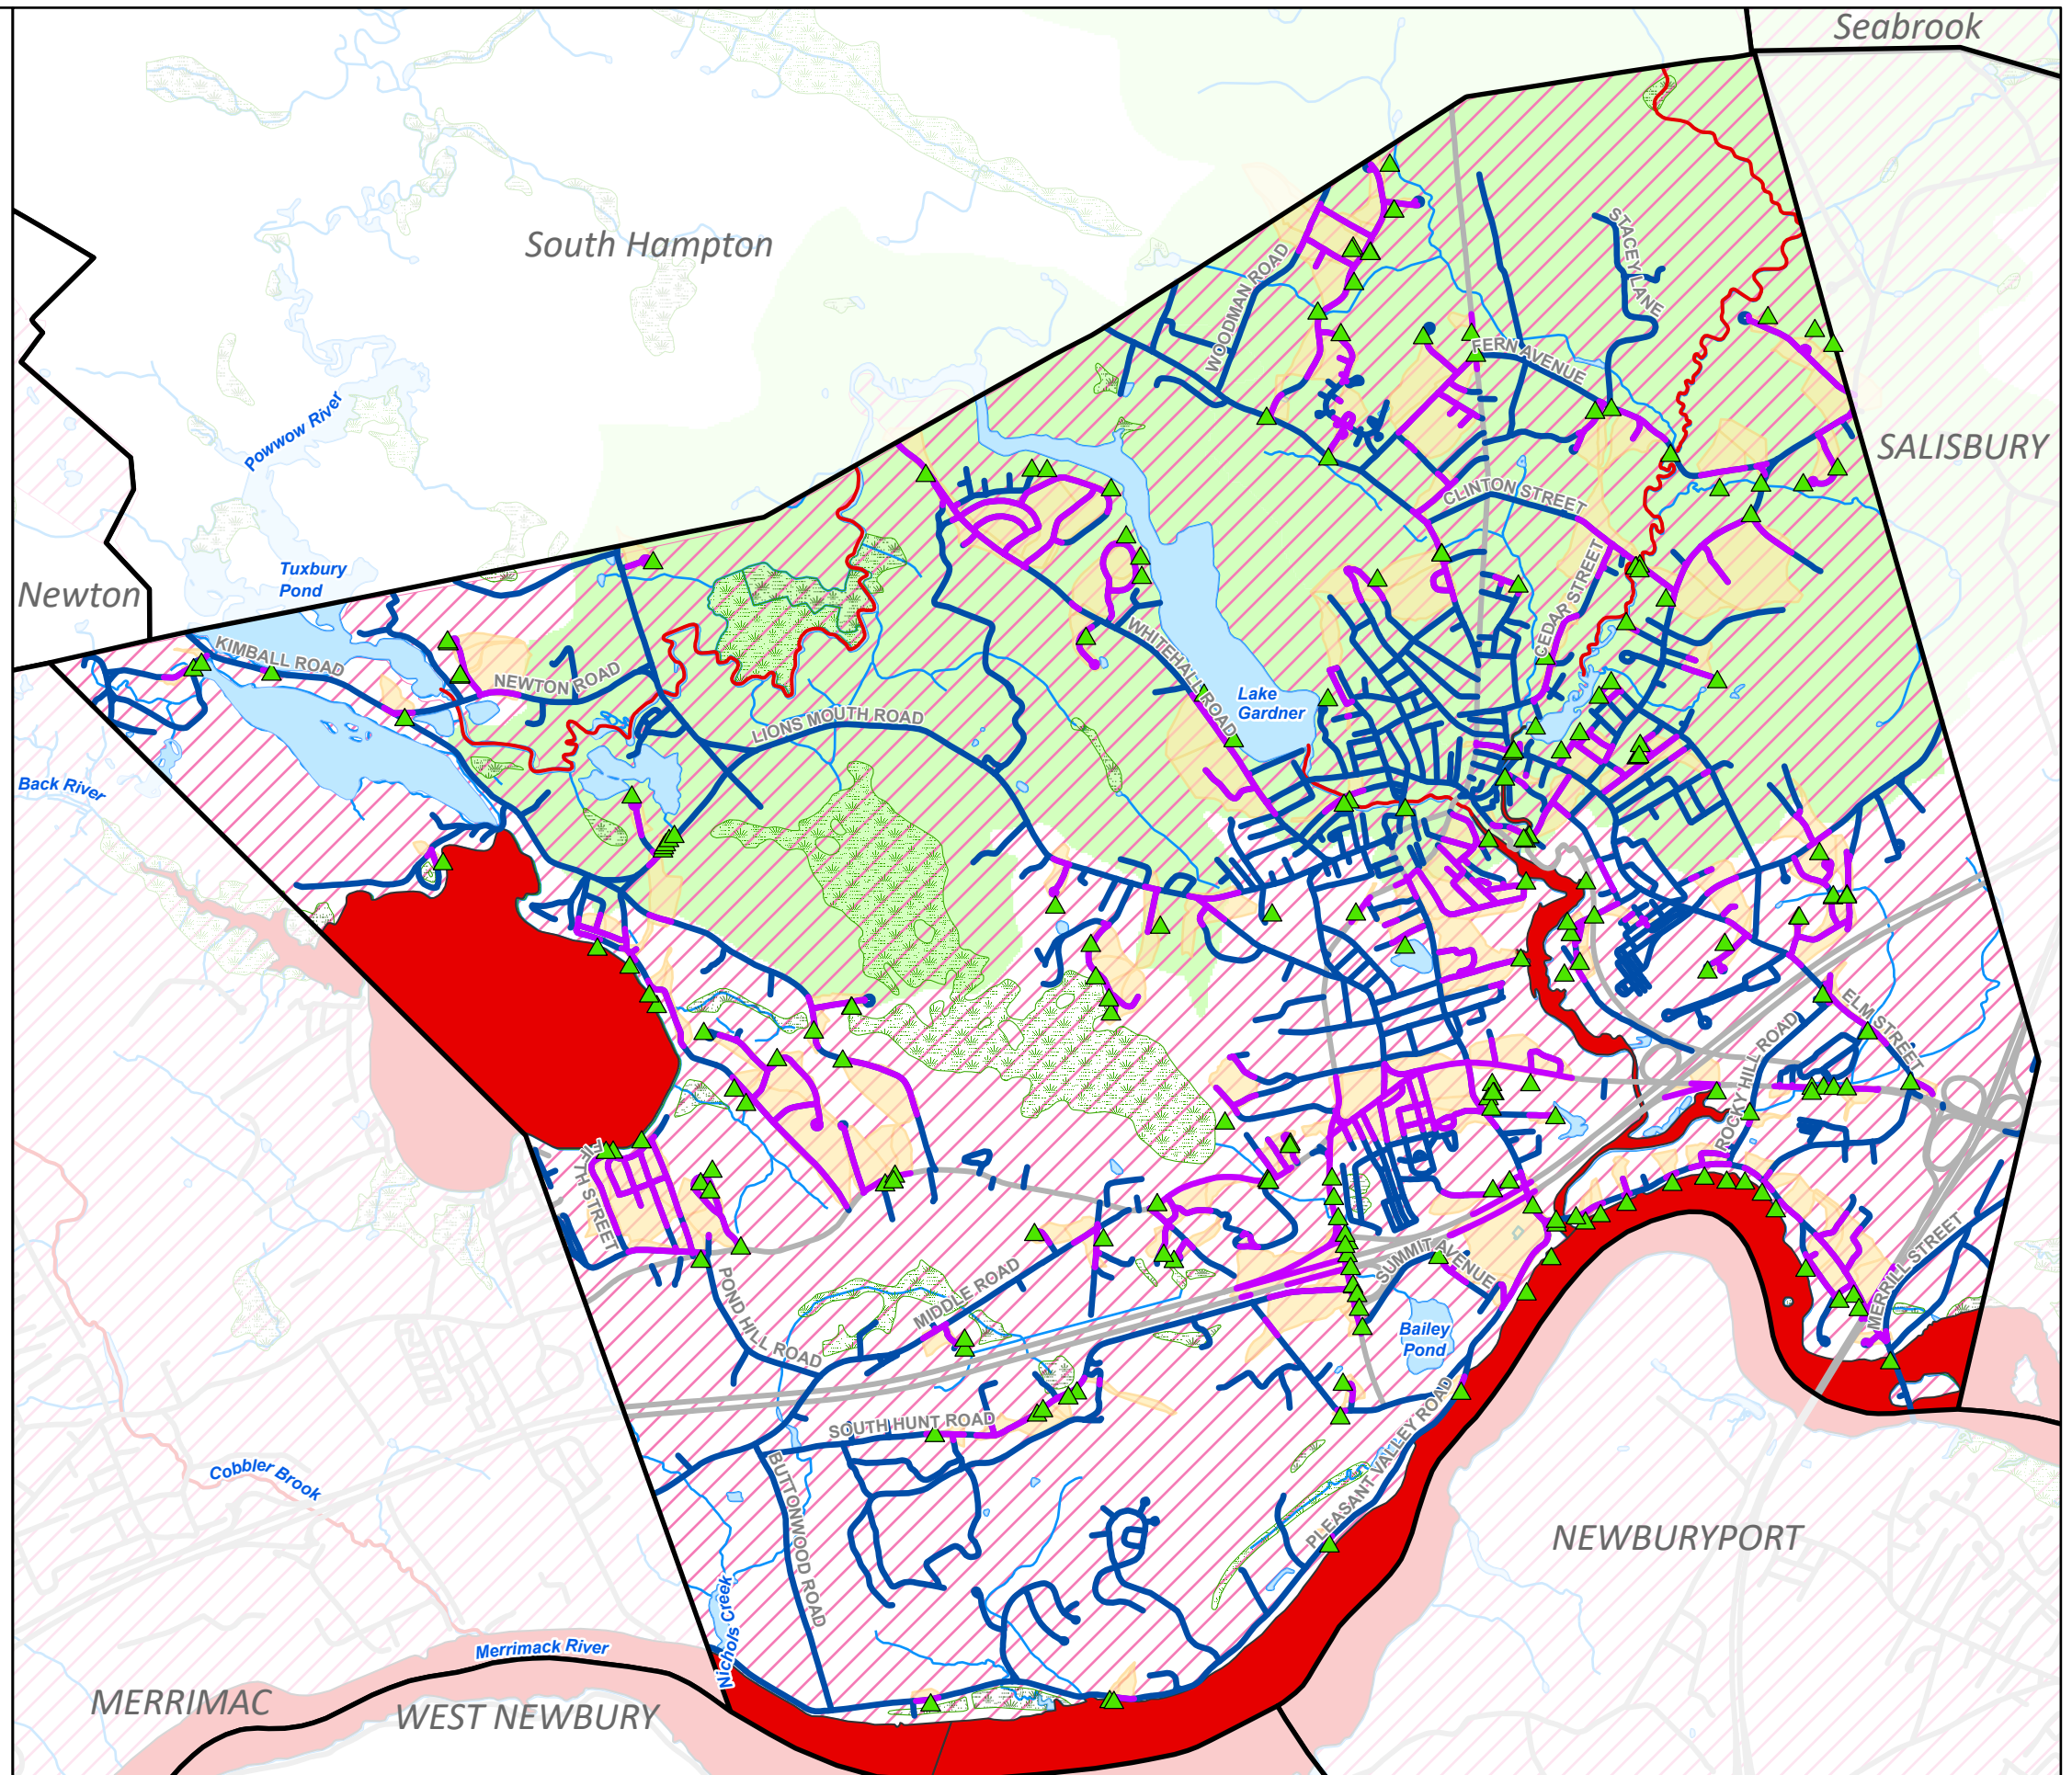 Seabrook
South Hampton
STACEY LANE
WOODMAN ROAD
FERN AVENUE
Powwow River
SALISBURY
CLINTON STREET
Tuxbury
Pond
Newton
CEDAR STREET
KIMBALL ROAD
NEWTON ROAD
WHITEHALL ROAD
Lake
Gardner
LIONS MOUTH ROAD
Back River
ELM STREET
ROCKY HILL ROAD
FIFTH STREET
POND HILL ROAD
MIDDLE ROAD
SUMMIT AVENUE
MERRILL STREET
Bailey
Pond
SOUTH HUNT ROAD
PLEASANT VALLEY ROAD
BUTTONWOOD ROAD
Cobbler Brook
NEWBURYPORT
Nichols Creek
Merrimack River
MERRIMAC
WEST NEWBURY